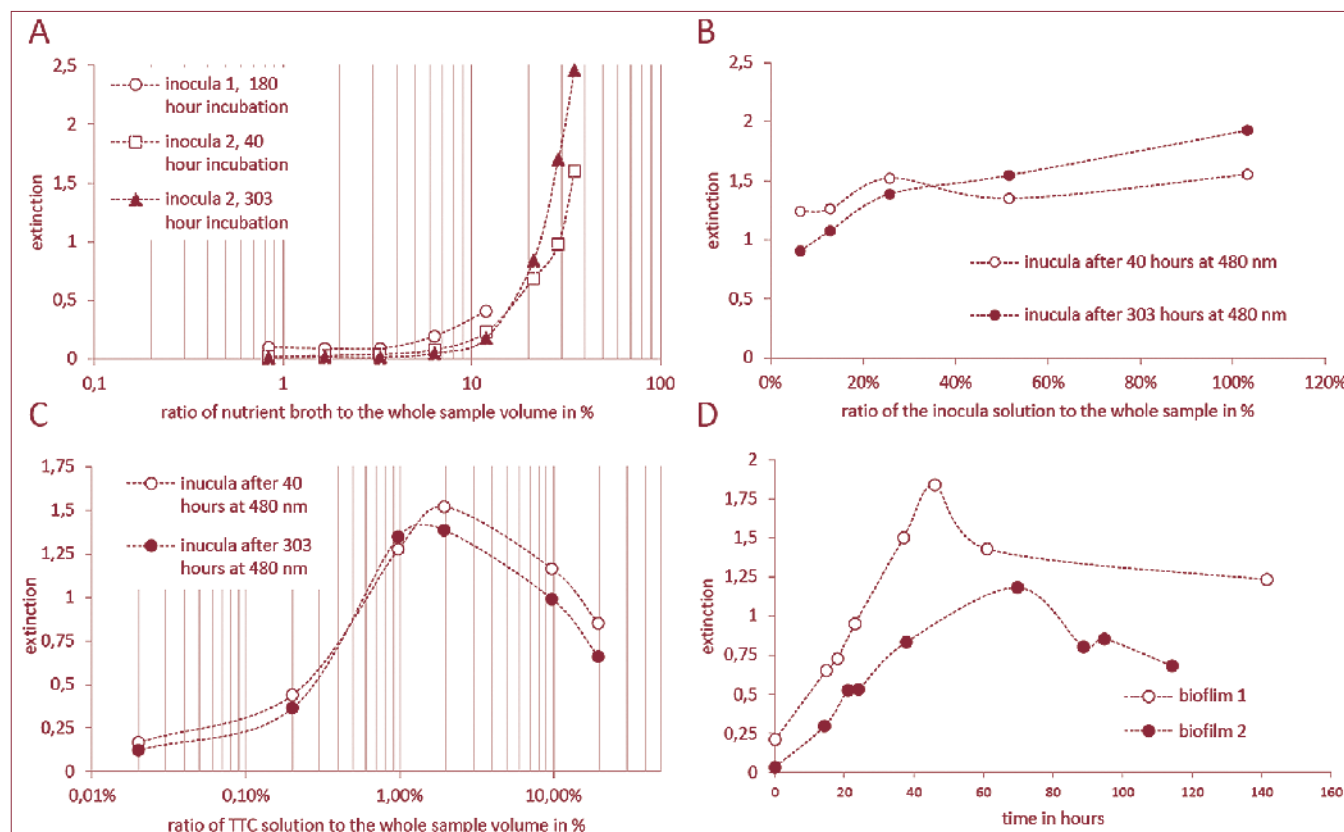 A
2,5
2
1,5
1
0,5
0
extinction
inocula 1, 180
hour incubation
inocula 2, 40
hour incubation
inocula 2, 303
hour incubation
0,1
1
10
100
ratio of nutrient broth to the whole sample volume in %
B
2,5
2
1,5
1
0,5
0
extinction
inucula after 40 hours at 480 nm
inucula after 303 hours at 480 nm
0%
20%
40%
60%
80%
100%
120%
ratio of the inocula solution to the whole sample in %
C
1,75
1,5
1,25
1
0,75
0,5
0,25
0
extinction
inucula after 40
hours at 480 nm
inucula after 303
hours at 480 nm
0,01%
0,10%
1,00%
10,00%
ratio of TTC solution to the whole sample volume in %
D
2
1,75
1,5
1,25
1
0,75
0,5
0,25
0
extinction
bioflim 1
biofilm 2
0
20
40
60
80
100
120
140
160
time in hours